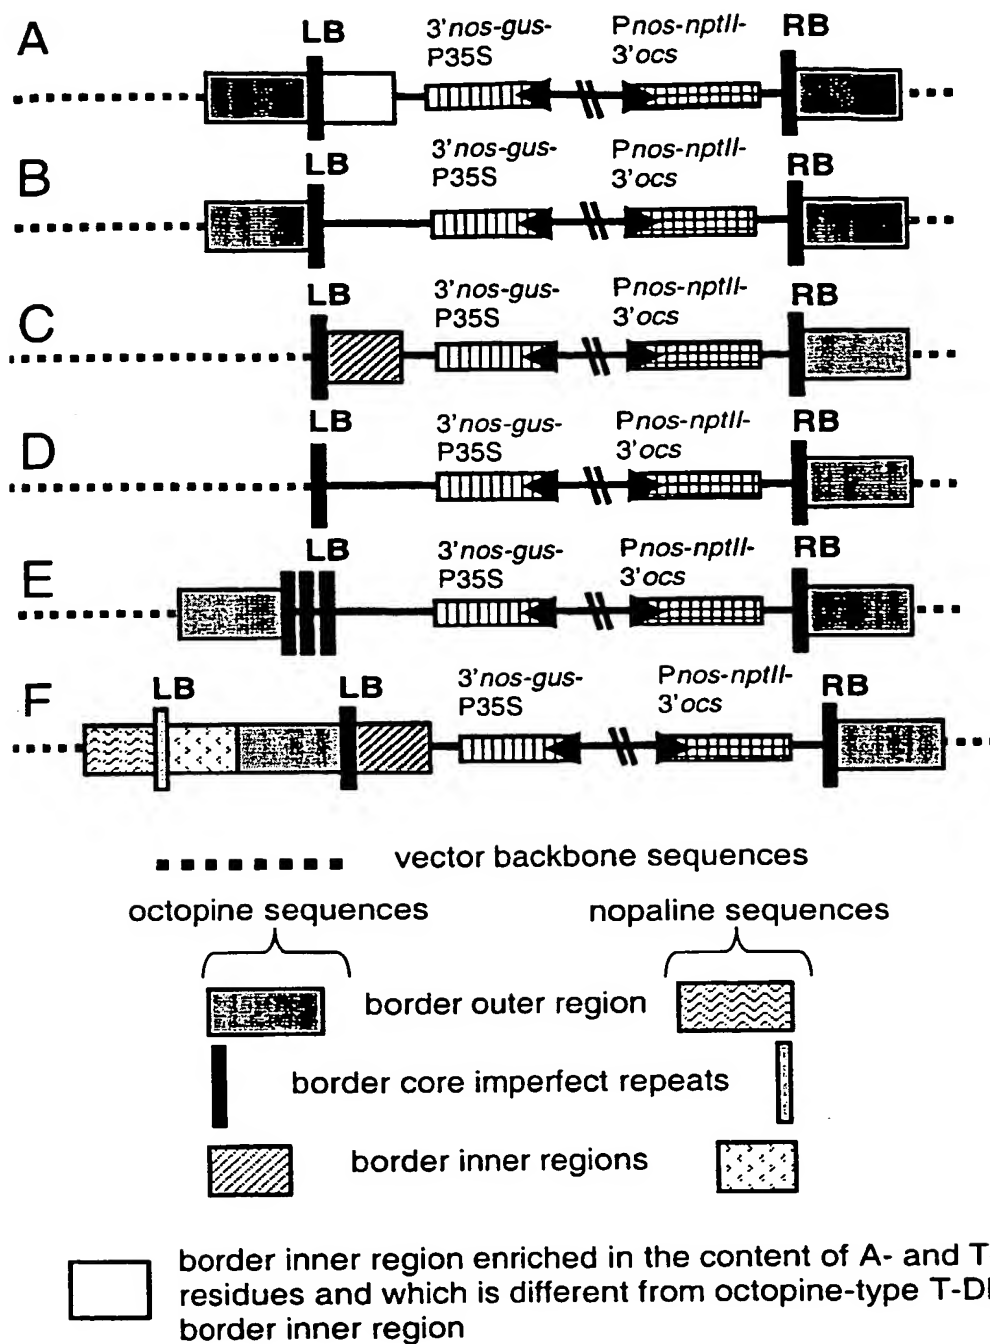 A
LB
3'nos-gus-
P35S
Pnos-nptII-
3'ocs
RB
B
LB
3'nos-gus-
P35S
Pnos-nptII-
3'ocs
RB
C
LB
3'nos-gus-
P35S
Pnos-nptII-
3'ocs
RB
D
LB
3'nos-gus-
P35S
Pnos-nptII-
3'ocs
RB
E
LB
3'nos-gus-
P35S
Pnos-nptII-
3'ocs
RB
F
LB
LB
3'nos-gus-
P35S
Pnos-nptII-
3'ocs
RB
vector backbone sequences
octopine sequences
nopaline sequences
border outer region
border core imperfect repeats
border inner regions
border inner region enriched in the content of A- and T
residues and which is different from octopine-type
border inner region